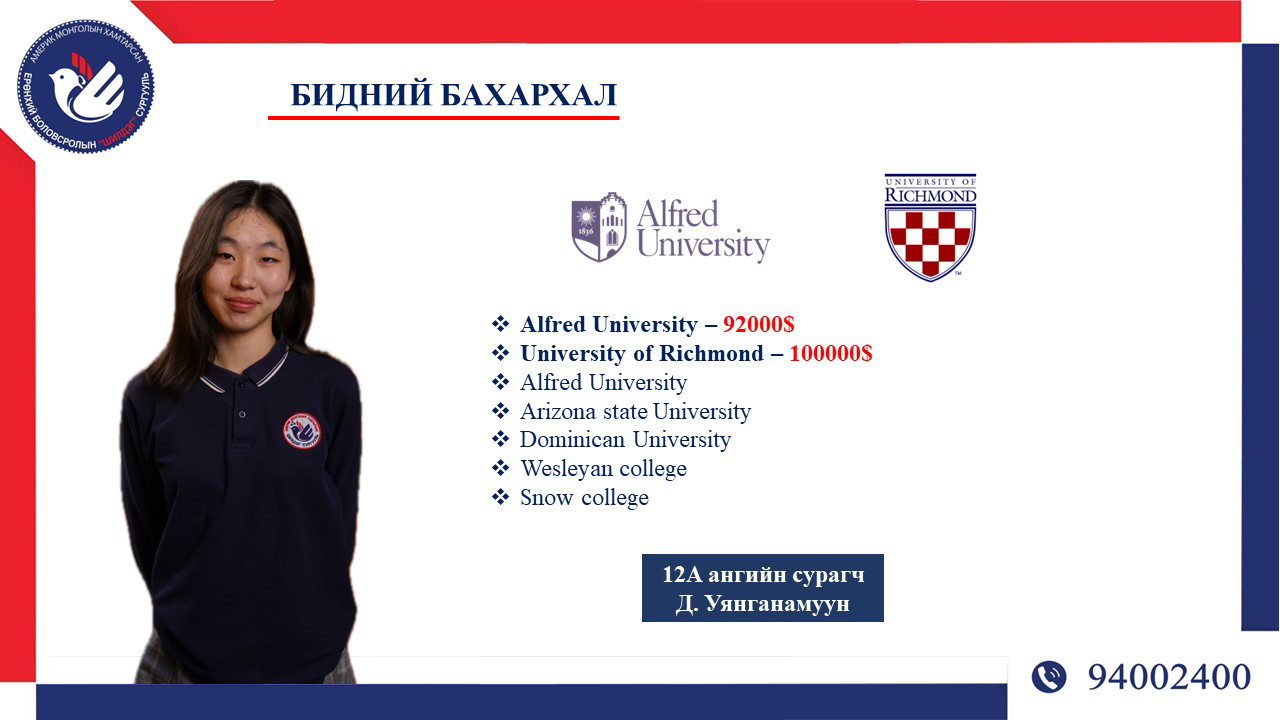 АМЕРИК МОНГОЛЫН ХАМТАРСАН
ЕРӨНХИЙ БОЛОВСРОЛЫН "ШИЛДЭГ" СУРГУУЛЬ
БИДНИЙ БАХАРХАЛ
1836
Alfred
University
UNIVERSITY OF
RICHMOND
TM
❖ Alfred University – 92000$
❖ University of Richmond – 100000$
❖ Alfred University
❖ Arizona state University
❖ Dominican University
❖ Wesleyan college
❖ Snow college
12А ангийн сурагч
Д. Уянганамуун
94002400